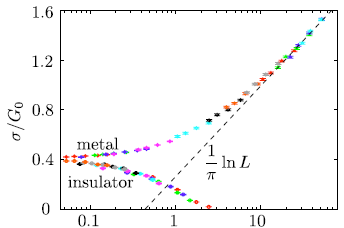 1.6
1.2
0.8
0.4
0
σ/G₀
metal
insulator
1/π ln L
0.1 1 10